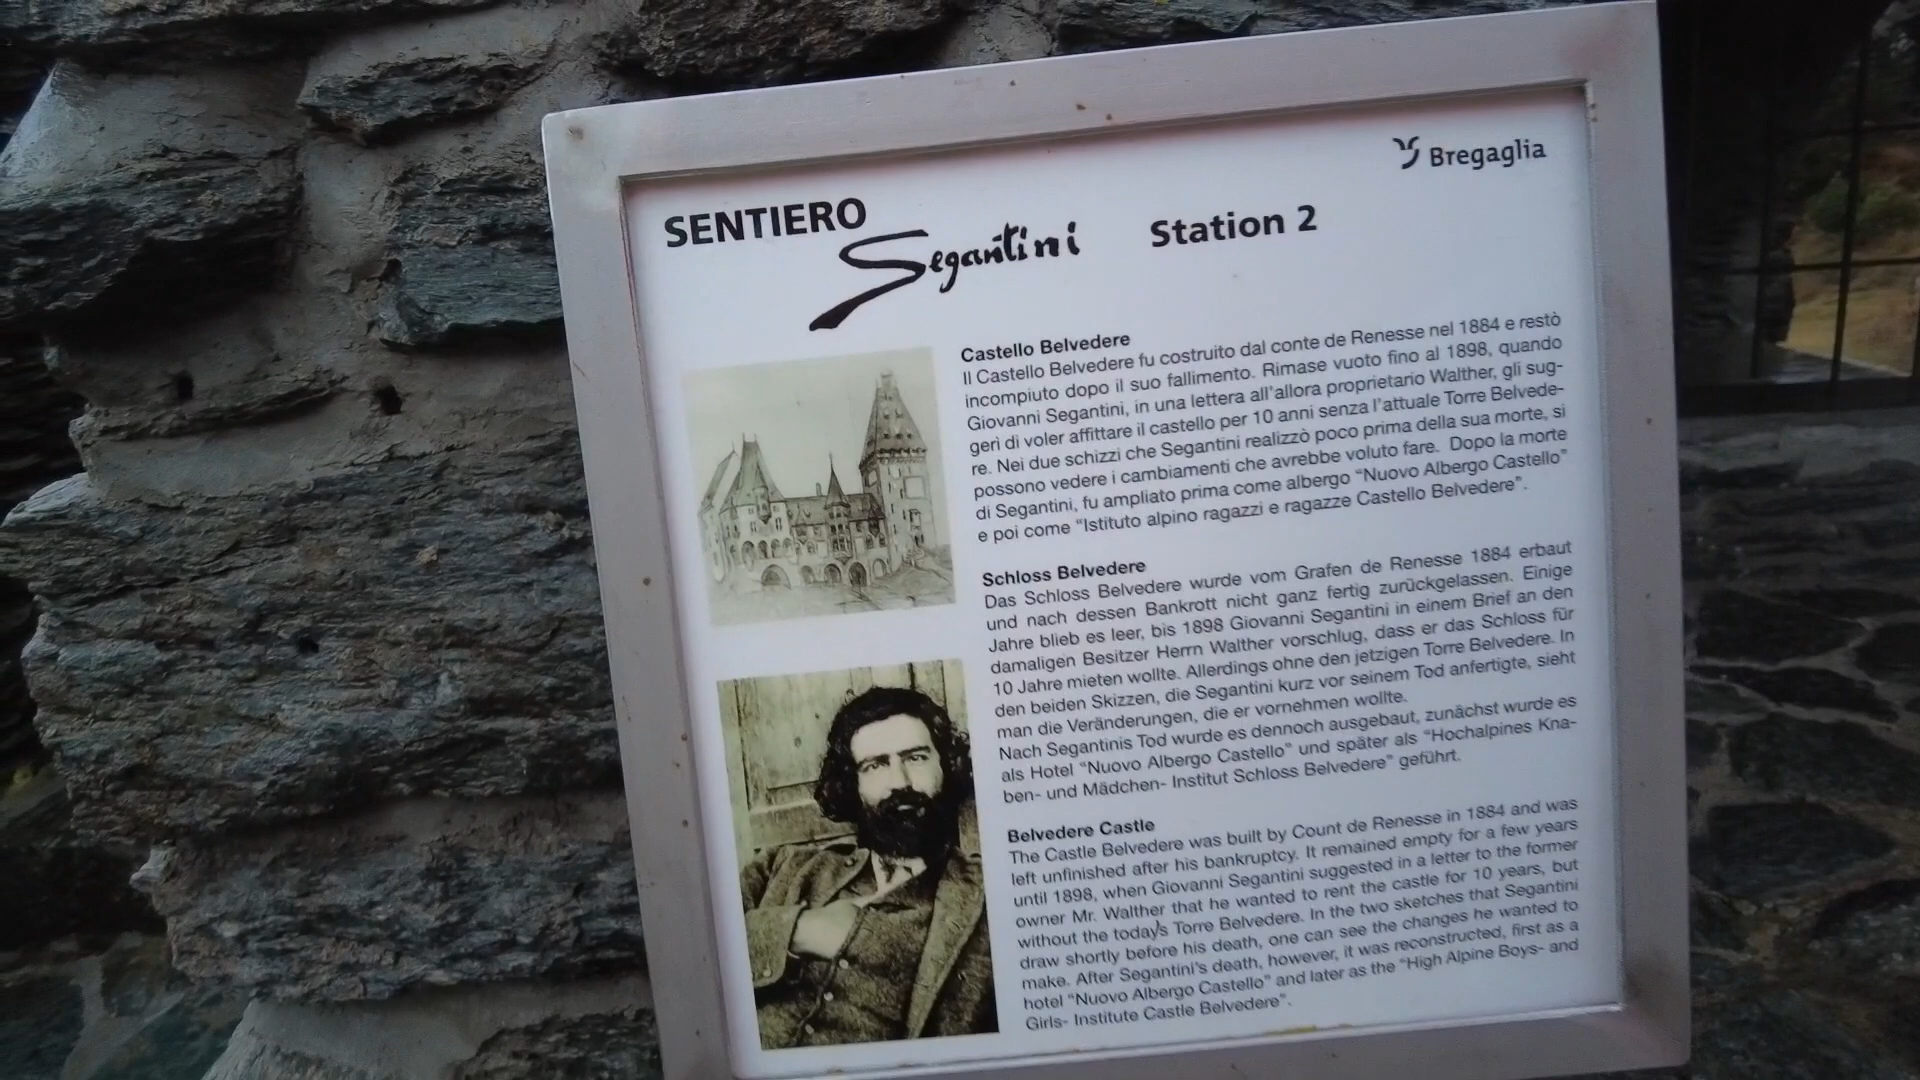 Bregaglia
SENTIERO
Segantini
Station 2
Castello Belvedere
Il Castello Belvedere fu costruito dal conte de Renesse nel 1884 e restò
incompiuto dopo il suo fallimento. Rimase vuoto fino al 1898, quando
Giovanni Segantini, in una lettera all'allora proprietario Walther, gli sug-
gerì di voler affittare il castello per 10 anni senza l'attuale Torre Belvede-
re. Nei due schizzi che Segantini realizzò poco prima della sua morte, si
possono vedere i cambiamenti che avrebbe voluto fare. Dopo la morte
di Segantini, fu ampliato prima come albergo "Nuovo Albergo Castello"
e poi come "Istituto alpino ragazzi e ragazze Castello Belvedere".
Schloss Belvedere
Das Schloss Belvedere wurde vom Grafen de Renesse 1884 erbaut
und nach dessen Bankrott nicht ganz fertig zurückgelassen. Einige
Jahre blieb es leer, bis 1898 Giovanni Segantini in einem Brief an den
damaligen Besitzer Herrn Walther vorschlug, dass er das Schloss für
10 Jahre mieten wollte. Allerdings ohne den jetzigen Torre Belvedere. In
den beiden Skizzen, die Segantini kurz vor seinem Tod anfertigte, sieht
man die Veränderungen, die er vornehmen wollte.
Nach Segantinis Tod wurde es dennoch ausgebaut, zunächst wurde es
als Hotel "Nuovo Albergo Castello" und später als "Hochalpines Kna-
ben- und Mädchen- Institut Schloss Belvedere" geführt.
Belvedere Castle
The Castle Belvedere was built by Count de Renesse in 1884 and was
left unfinished after his bankruptcy. It remained empty for a few years
until 1898, when Giovanni Segantini suggested in a letter to the former
owner Mr. Walther that he wanted to rent the castle for 10 years, but
without the today's Torre Belvedere. In the two sketches that Segantini
draw shortly before his death, one can see the changes he wanted to
make. After Segantini's death, however, it was reconstructed, first as a
hotel "Nuovo Albergo Castello" and later as the "High Alpine Boys- and
Girls- Institute Castle Belvedere".